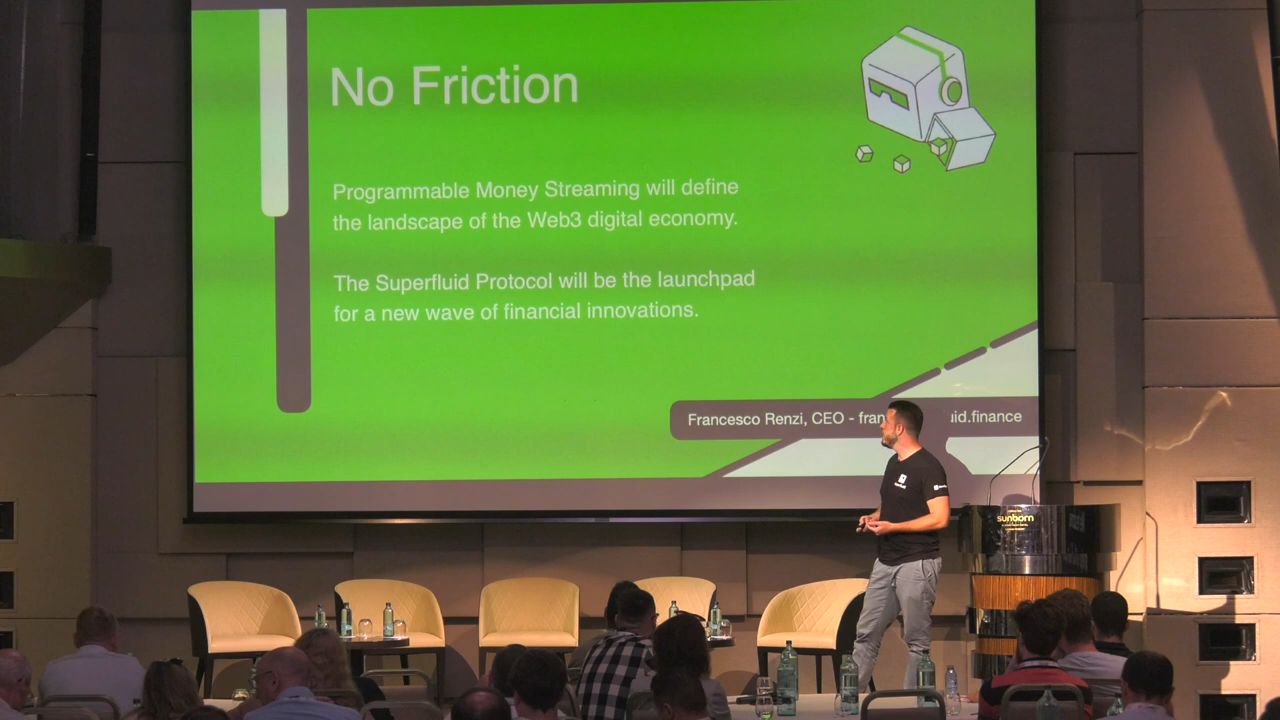 No Friction
Programmable Money Streaming will define
the landscape of the Web3 digital economy.
The Superfluid Protocol will be the launchpad
for a new wave of financial innovations.
Francesco Renzi, CEO - fran uid.finance
sunborn